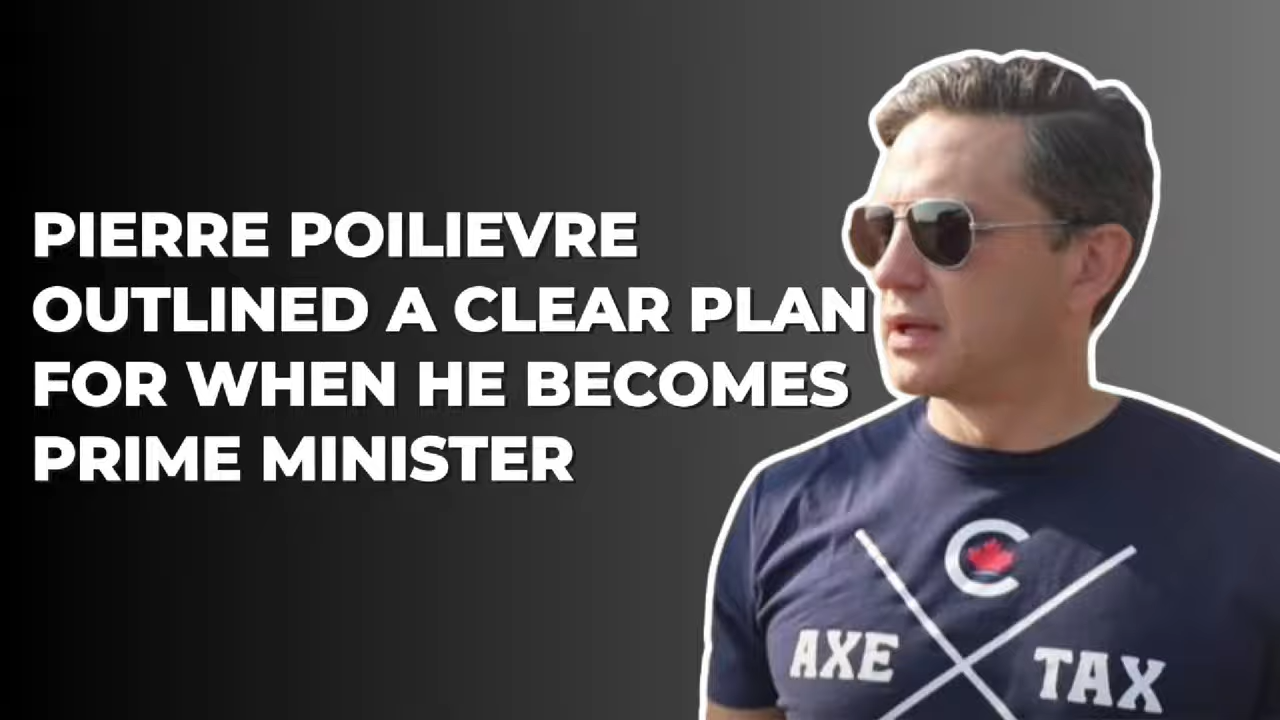 PIERRE POILIEVRE
OUTLINED A CLEAR PLAN
FOR WHEN HE BECOMES
PRIME MINISTER
C
AXE TAX